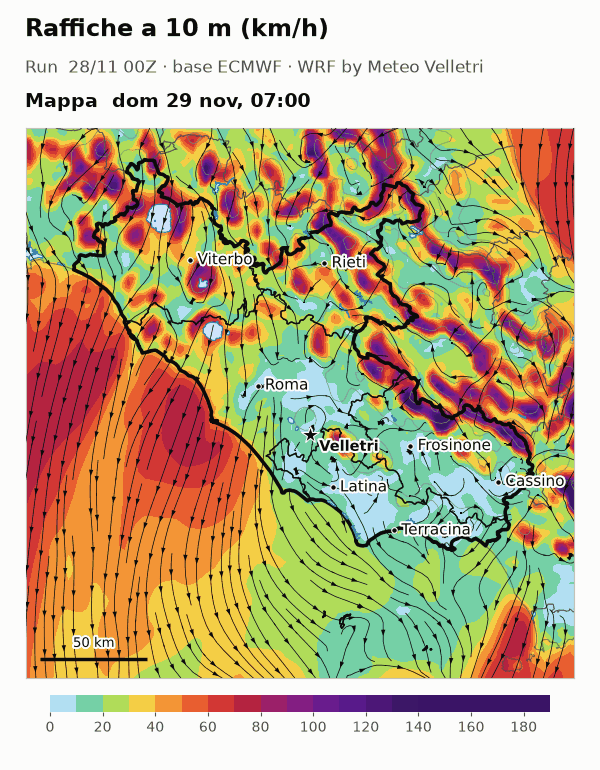 Raffiche a 10 m (km/h)
Run  28/11 00Z · base ECMWF · WRF by Meteo Velletri
Mappa  dom 29 nov, 07:00
Viterbo
Rieti
Roma
Velletri
Frosinone
Cassino
Latina
Terracina
50 km
0 20 40 60 80 100 120 140 160 180